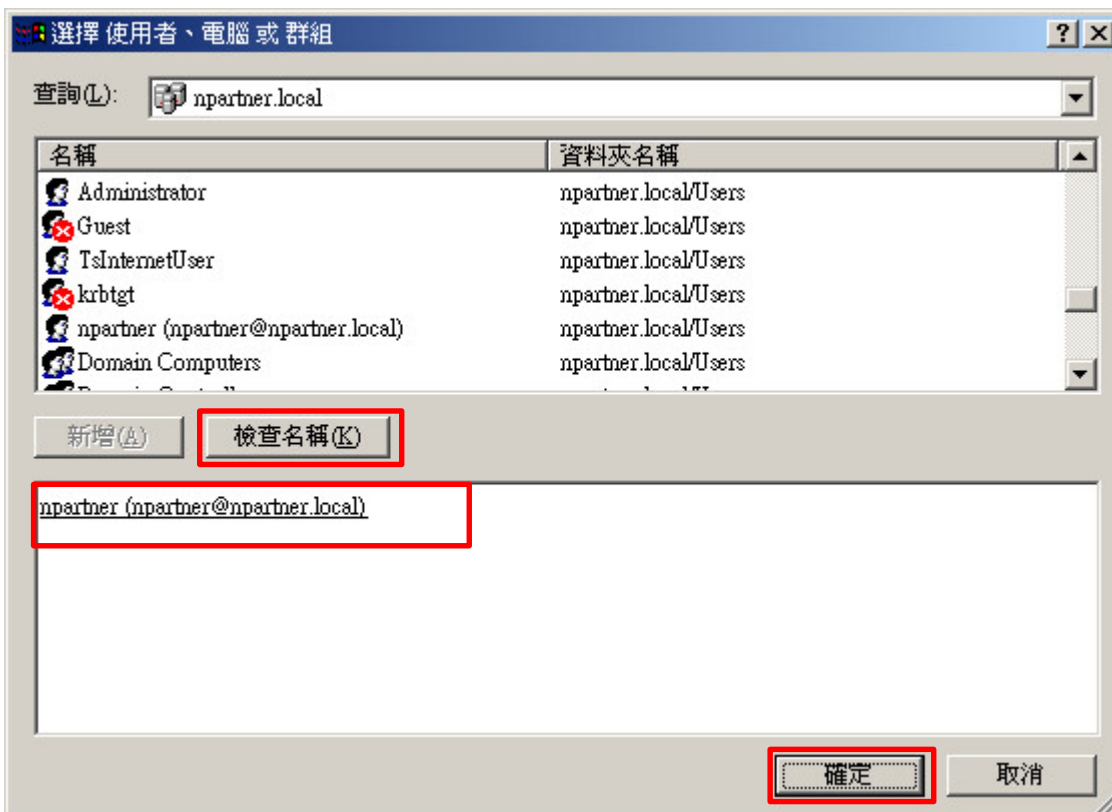 選擇 使用者、電腦 或 群組
查詢(L): npartner.local
名稱 資料夾名稱
Administrator npartner.local/Users
Guest npartner.local/Users
TsInternetUser npartner.local/Users
krbtgt npartner.local/Users
npartner (npartner@npartner.local) npartner.local/Users
Domain Computers npartner.local/Users
新增(A) 檢查名稱(K)
npartner (npartner@npartner.local)
確定 取消